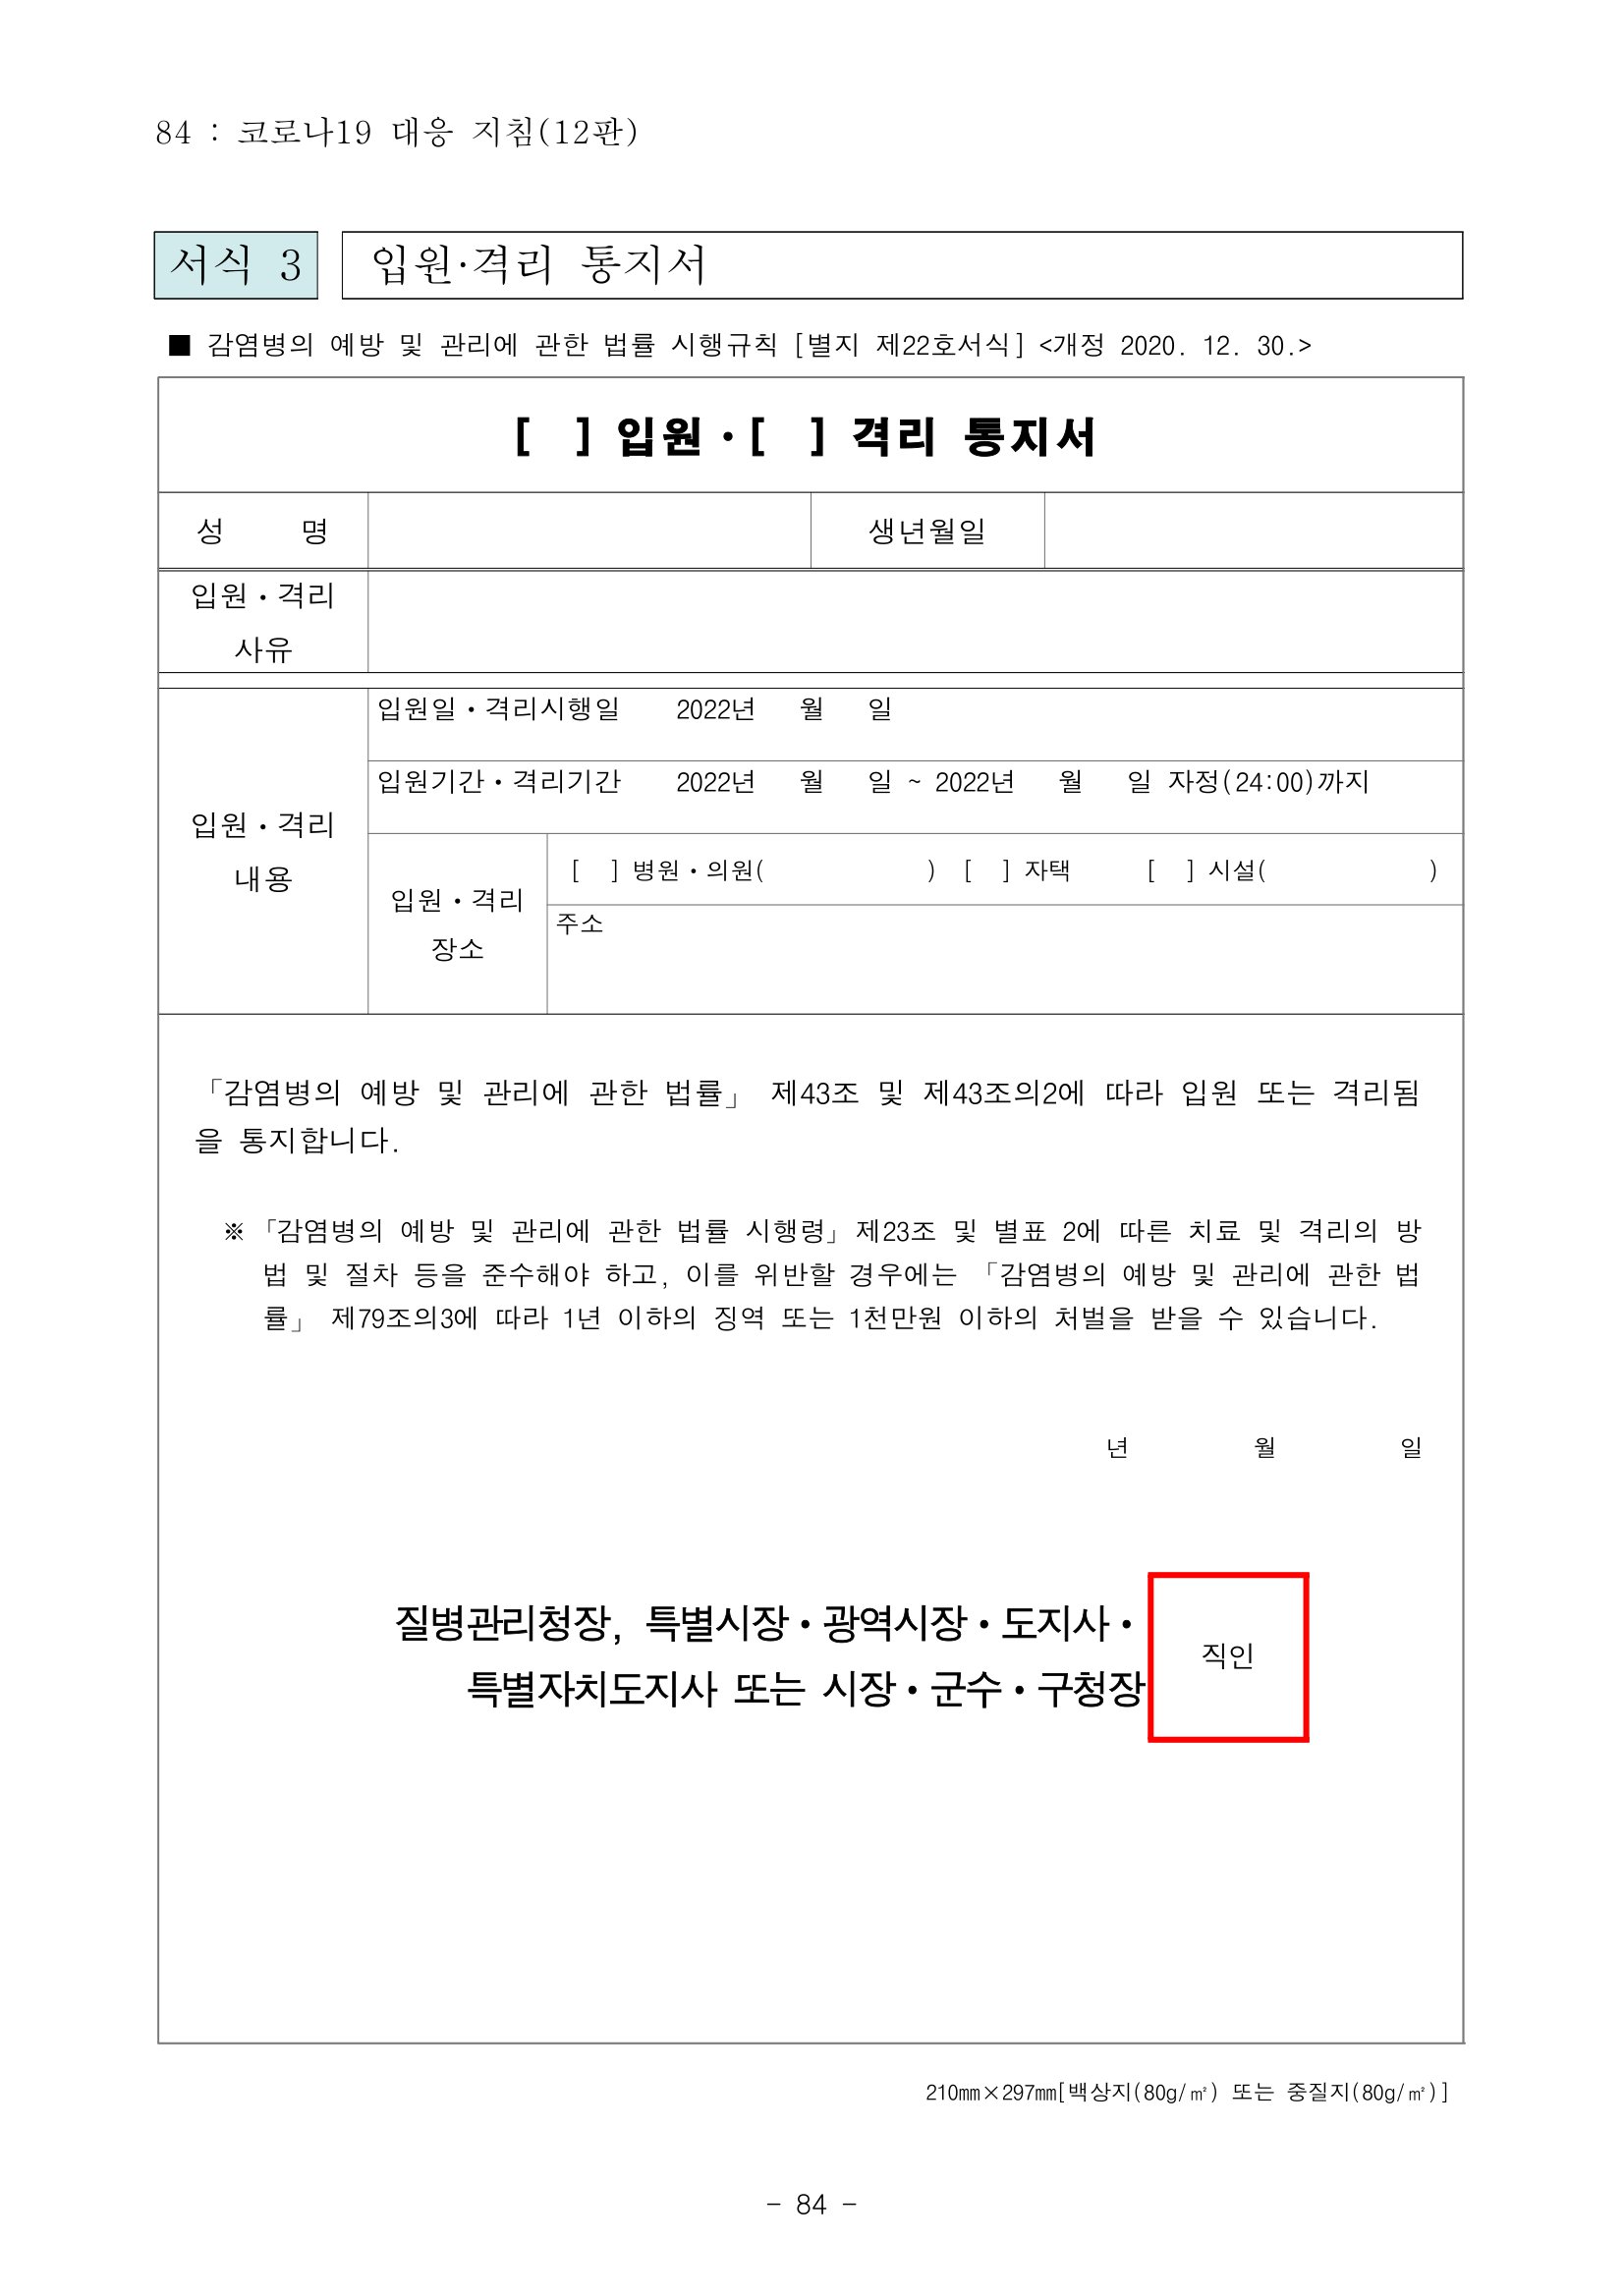 84 : 코로나19 대응 지침(12판)
서식 3 입원·격리 통지서
■ 감염병의 예방 및 관리에 관한 법률 시행규칙 [별지 제22호서식] <개정 2020. 12. 30.>
[ ] 입원ㆍ[ ] 격리 통지서
성 명 생년월일
입원ㆍ격리
사유
입원일ㆍ격리시행일 2022년 월 일
입원기간ㆍ격리기간 2022년 월 일 ~ 2022년 월 일 자정(24:00)까지
입원ㆍ격리
내용
입원ㆍ격리
장소
[ ] 병원ㆍ의원( ) [ ] 자택 [ ] 시설( )
주소
「감염병의 예방 및 관리에 관한 법률」 제43조 및 제43조의2에 따라 입원 또는 격리됨
을 통지합니다.
※ 「감염병의 예방 및 관리에 관한 법률 시행령」 제23조 및 별표 2에 따른 치료 및 격리의 방
법 및 절차 등을 준수해야 하고, 이를 위반할 경우에는 「감염병의 예방 및 관리에 관한 법
률」 제79조의3에 따라 1년 이하의 징역 또는 1천만원 이하의 처벌을 받을 수 있습니다.
년 월 일
질병관리청장, 특별시장ㆍ광역시장ㆍ도지사ㆍ
특별자치도지사 또는 시장ㆍ군수ㆍ구청장
직인
210㎜×297㎜[백상지(80g/㎡) 또는 중질지(80g/㎡)]
- 84 -